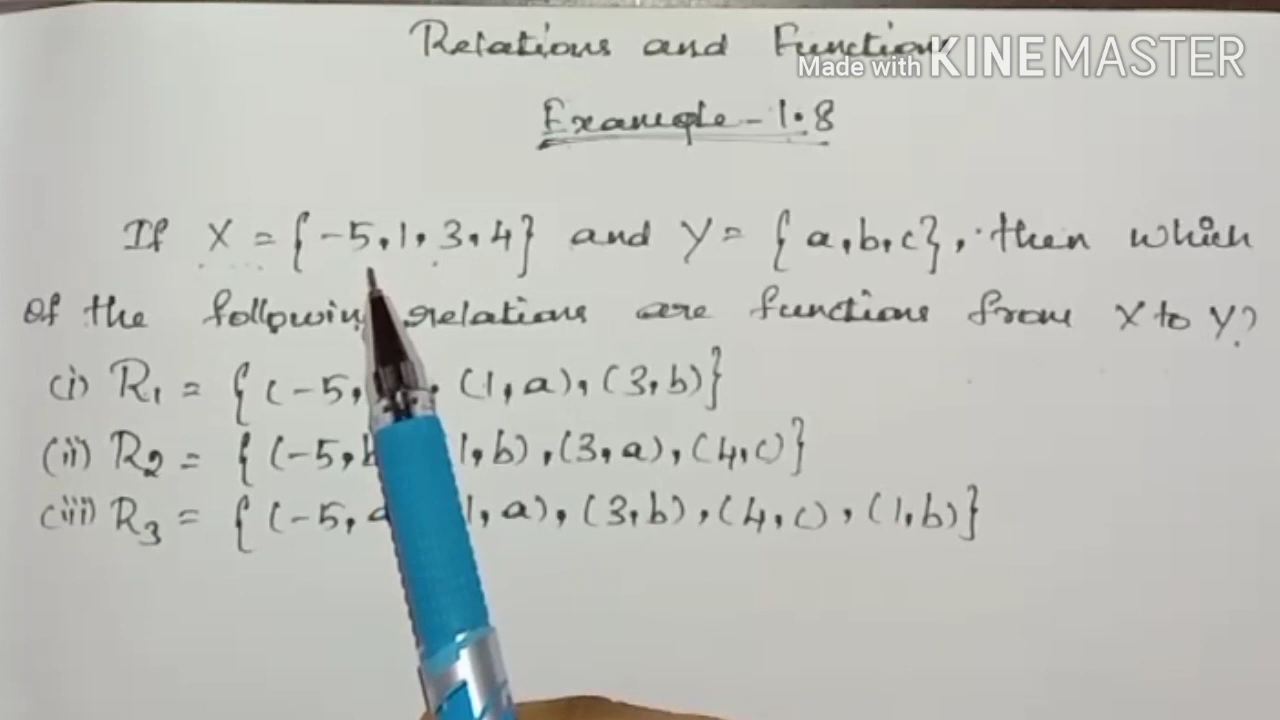 Relations and Function
Made with KINEMASTER
Example - 1.8
If X = {-5, 1, 3, 4} and Y = {a, b, c}, then which
of the following relations are functions from X to Y?
(i) R₁ = {(-5, (1, a), (3, b)}
(ii) R₂ = {(-5, b 1, b), (3, a), (4, c)}
(iii) R₃ = {(-5, a 1, a), (3, b), (4, c), (1, b)}